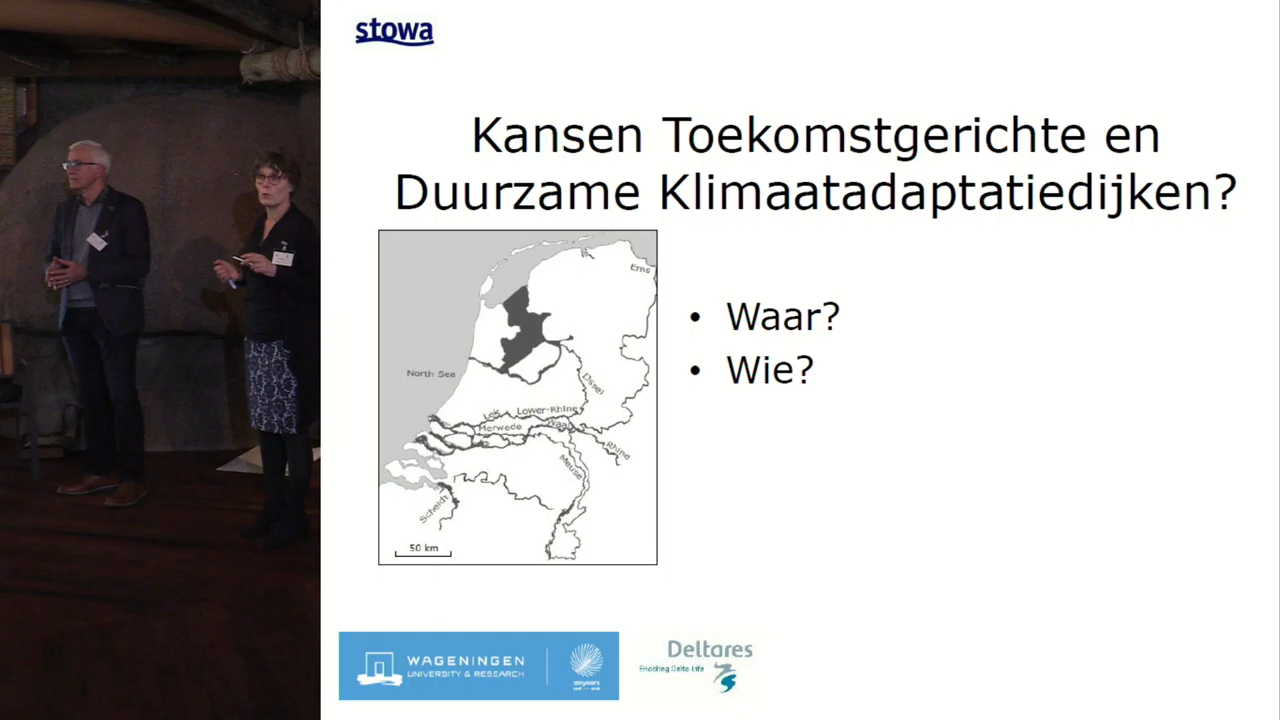 stowa
Kansen Toekomstgerichte en
Duurzame Klimaatadaptatiedijken?
• Waar?
• Wie?
Ems
North Sea
IJssel
Lek Lower-Rhine
Merwede Waal
Rhine
Meuse
Scheldt
50 km
WAGENINGEN
UNIVERSITY & RESEARCH
100years
Deltares
Enabling Delta Life